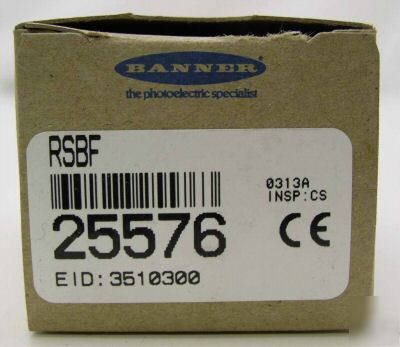 BANNER
the photoelectric specialist
RSBF
0313A
INSP:CS
25576
CE
EID: 3510300